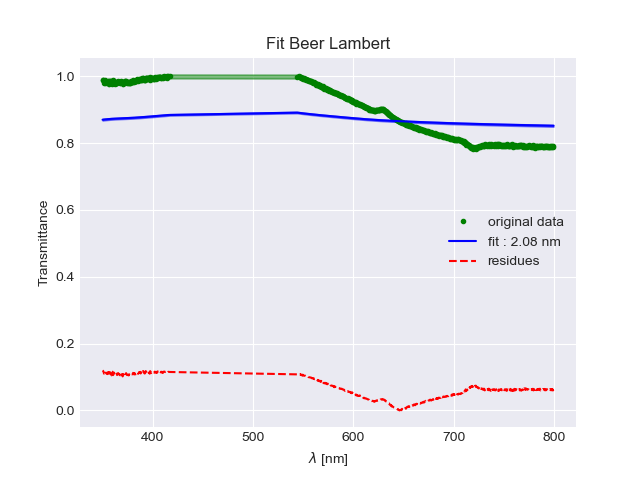 Fit Beer Lambert
Transmittance
1.0
0.8
0.6
0.4
0.2
0.0
original data
fit : 2.08 nm
residues
400
500
600
700
800
λ [nm]